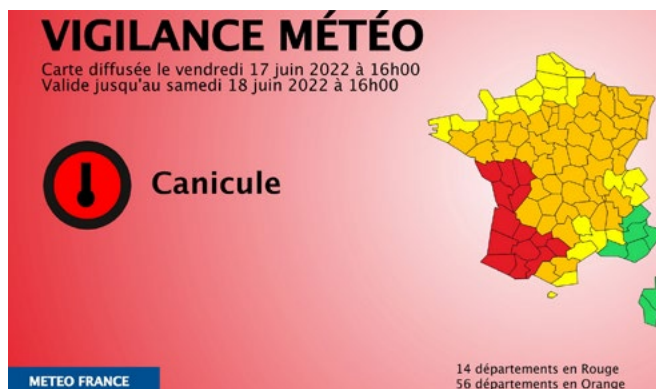 VIGILANCE MÉTÉO
Carte diffusée le vendredi 17 juin 2022 à 16h00
Valide jusqu'au samedi 18 juin 2022 à 16h00
Canicule
14 départements en Rouge
56 départements en Orange
METEO FRANCE